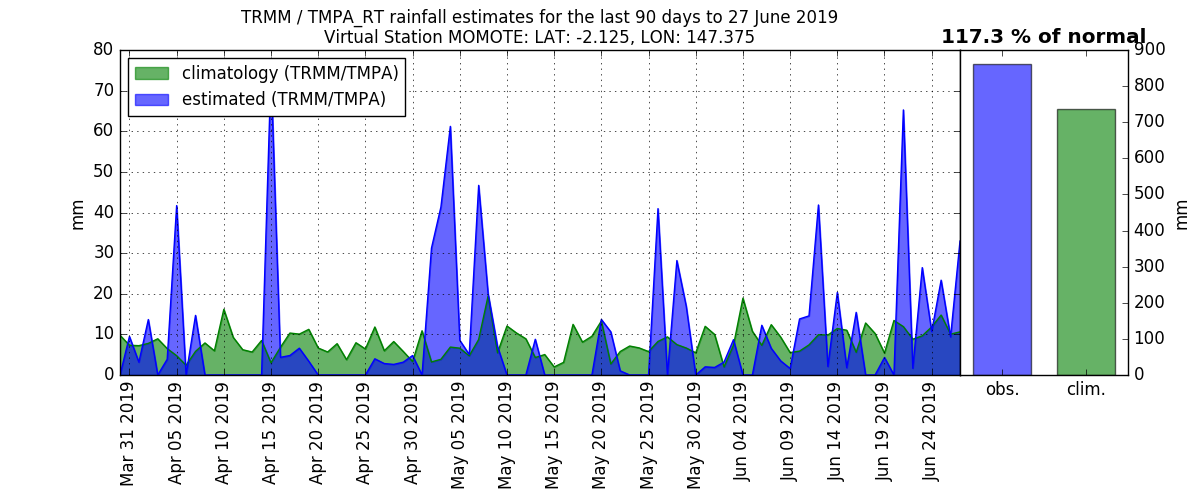 TRMM / TMPA_RT rainfall estimates for the last 90 days to 27 June 2019
Virtual Station MOMOTE: LAT: -2.125, LON: 147.375
117.3 % of normal
climatology (TRMM/TMPA)
estimated (TRMM/TMPA)
mm
80
70
60
50
40
30
20
10
0
Mar 31 2019
Apr 05 2019
Apr 10 2019
Apr 15 2019
Apr 20 2019
Apr 25 2019
Apr 30 2019
May 05 2019
May 10 2019
May 15 2019
May 20 2019
May 25 2019
May 30 2019
Jun 04 2019
Jun 09 2019
Jun 14 2019
Jun 19 2019
Jun 24 2019
obs.
clim.
900
800
700
600
500
400
300
200
100
0
mm